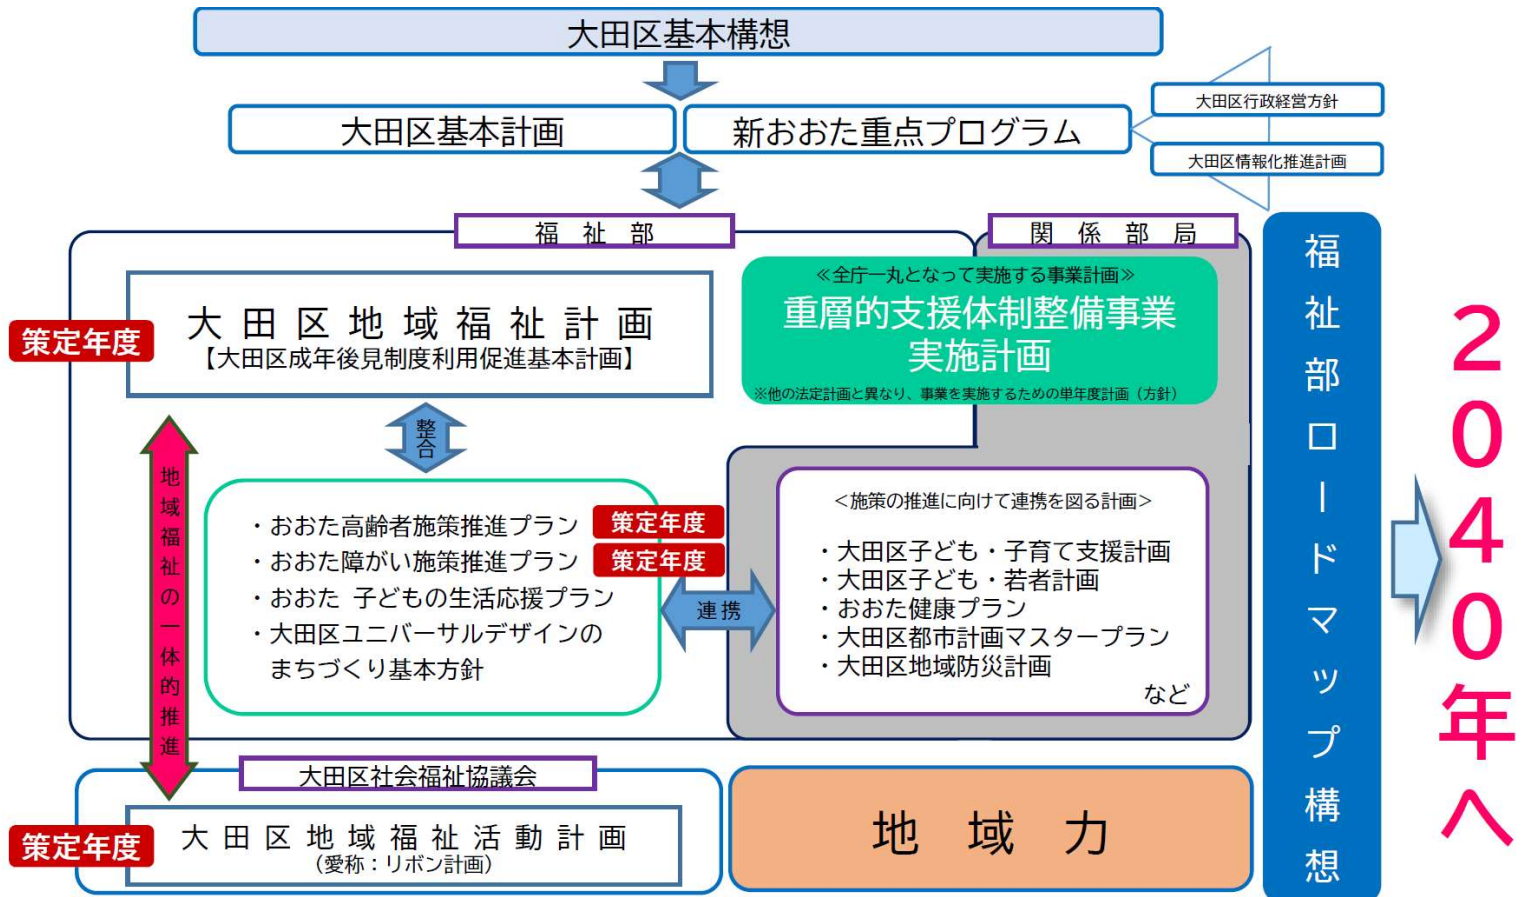 大田区基本構想
大田区基本計画
新おおた重点プログラム
大田区行政経営方針
大田区情報化推進計画
福祉部
関係部局
策定年度
大田区地域福祉計画
【大田区成年後見制度利用促進基本計画】
≪全庁一丸となって実施する事業計画≫
重層的支援体制整備事業
実施計画
※他の法定計画と異なり、事業を実施するための単年度計画（方針）
整合
地域福祉の一体的推進
・おおた高齢者施策推進プラン
策定年度
・おおた障がい施策推進プラン
策定年度
・おおた 子どもの生活応援プラン
・大田区ユニバーサルデザインの
まちづくり基本方針
連携
＜施策の推進に向けて連携を図る計画＞
・大田区子ども・子育て支援計画
・大田区子ども・若者計画
・おおた健康プラン
・大田区都市計画マスタープラン
・大田区地域防災計画
など
大田区社会福祉協議会
策定年度
大田区地域福祉活動計画
（愛称：リボン計画）
地域力
福祉部ロードマップ構想
2040年へ